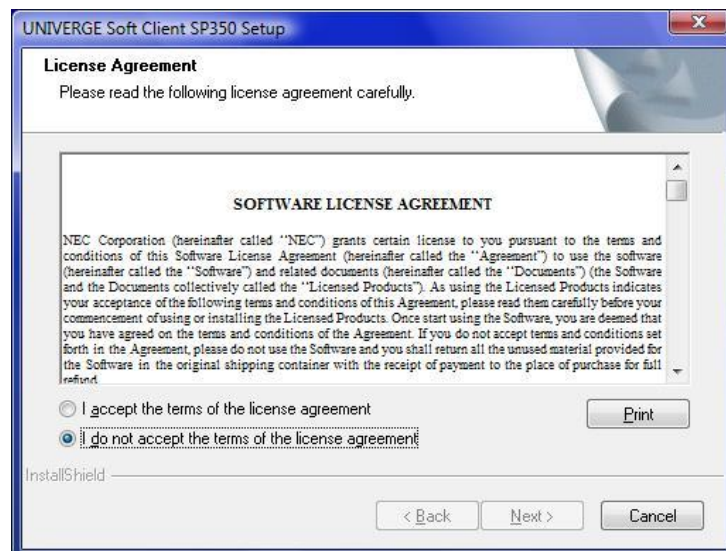 UNIVERGE Soft Client SP350 Setup
License Agreement
Please read the following license agreement carefully.
SOFTWARE LICENSE AGREEMENT
NEC Corporation (hereinafter called “NEC”) grants certain license to you pursuant to the terms and
conditions of this Software License Agreement (hereinafter called the “Agreement”) to use the software
(hereinafter called the “Software”) and related documents (hereinafter called the “Documents”) (the Software
and the Documents collectively called the “Licensed Products”). As using the Licensed Products indicates
your acceptance of the following terms and conditions of this Agreement, please read them carefully before your
commencement of using or installing the Licensed Products. Once start using the Software, you are deemed that
you have agreed on the terms and conditions of the Agreement. If you do not accept terms and conditions set
forth in the Agreement, please do not use the Software and you shall return all the unused material provided for
the Software in the original shipping container with the receipt of payment to the place of purchase for full
refund.
I accept the terms of the license agreement
Print
I do not accept the terms of the license agreement
InstallShield
< Back Next > Cancel